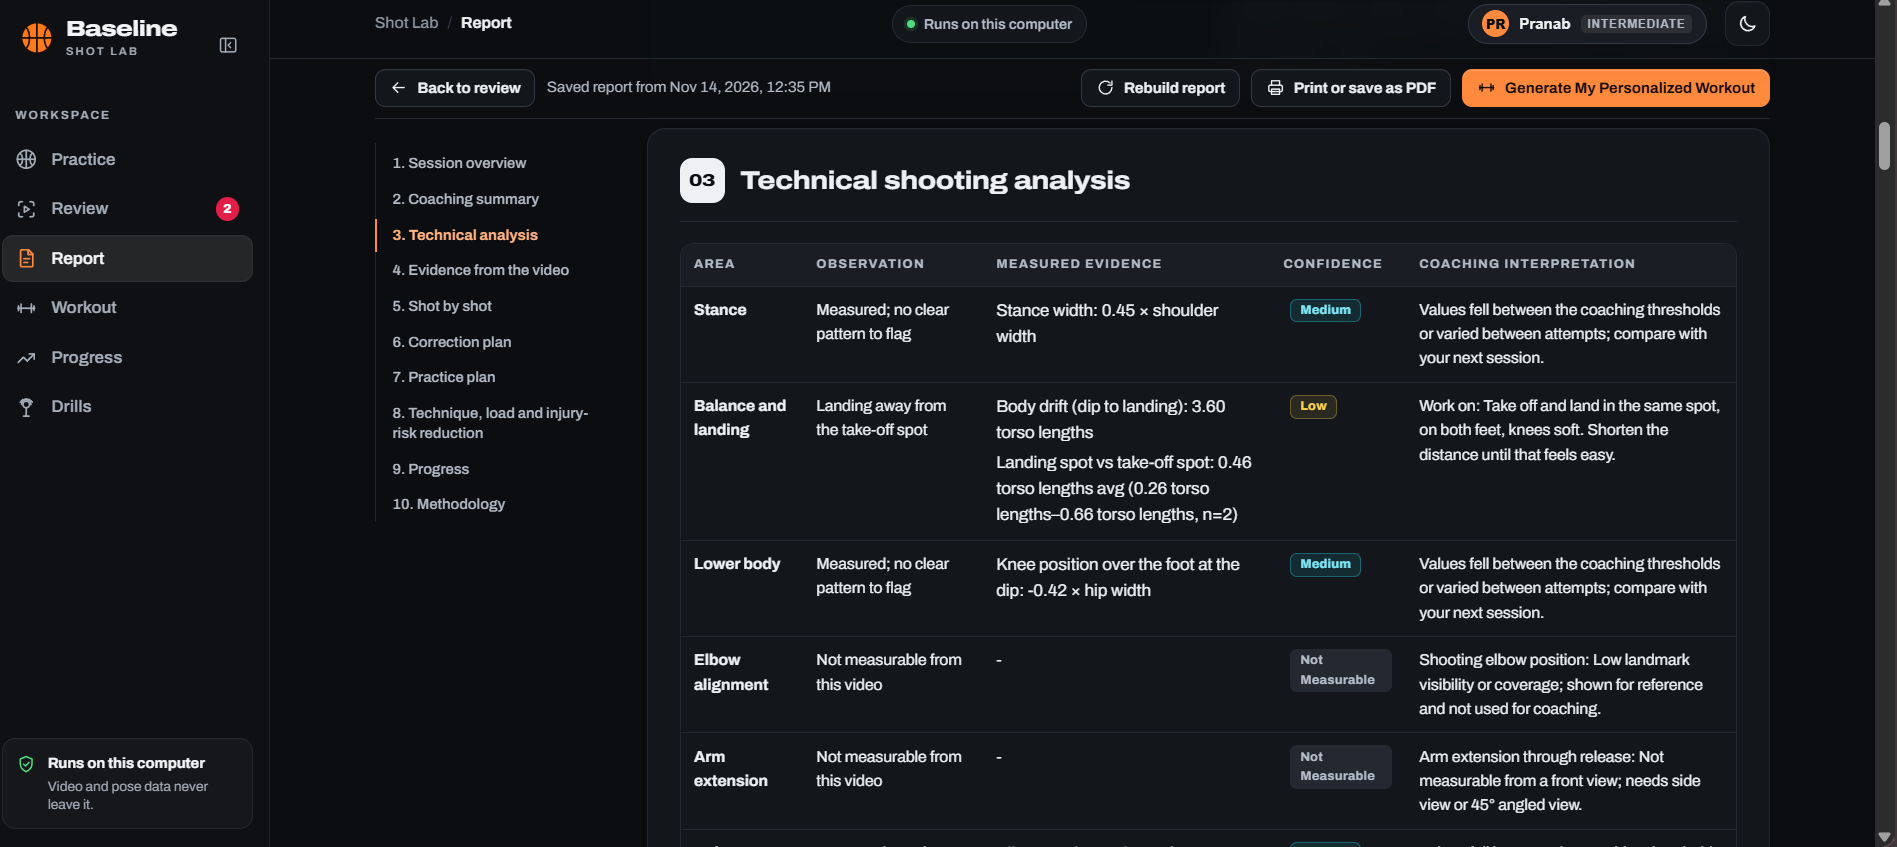 Baseline
SHOT LAB
WORKSPACE
Practice
Review
2
Report
Workout
Progress
Drills
Runs on this computer
Video and pose data never
leave it.
Shot Lab / Report
Runs on this computer
PR Pranab INTERMEDIATE
Back to review
Saved report from Nov 14, 2026, 12:35 PM
Rebuild report
Print or save as PDF
Generate My Personalized Workout
1. Session overview
2. Coaching summary
3. Technical analysis
4. Evidence from the video
5. Shot by shot
6. Correction plan
7. Practice plan
8. Technique, load and injury-
risk reduction
9. Progress
10. Methodology
03 Technical shooting analysis
AREA OBSERVATION MEASURED EVIDENCE CONFIDENCE COACHING INTERPRETATION
Stance
Measured; no clear
pattern to flag
Stance width: 0.45 × shoulder
width
Medium
Values fell between the coaching thresholds
or varied between attempts; compare with
your next session.
Balance and
landing
Landing away from
the take-off spot
Body drift (dip to landing): 3.60
torso lengths
Landing spot vs take-off spot: 0.46
torso lengths avg (0.26 torso
lengths–0.66 torso lengths, n=2)
Low
Work on: Take off and land in the same spot,
on both feet, knees soft. Shorten the
distance until that feels easy.
Lower body
Measured; no clear
pattern to flag
Knee position over the foot at the
dip: -0.42 × hip width
Medium
Values fell between the coaching thresholds
or varied between attempts; compare with
your next session.
Elbow
alignment
Not measurable from
this video
-
Not
Measurable
Shooting elbow position: Low landmark
visibility or coverage; shown for reference
and not used for coaching.
Arm
extension
Not measurable from
this video
-
Not
Measurable
Arm extension through release: Not
measurable from a front view; needs side
view or 45° angled view.